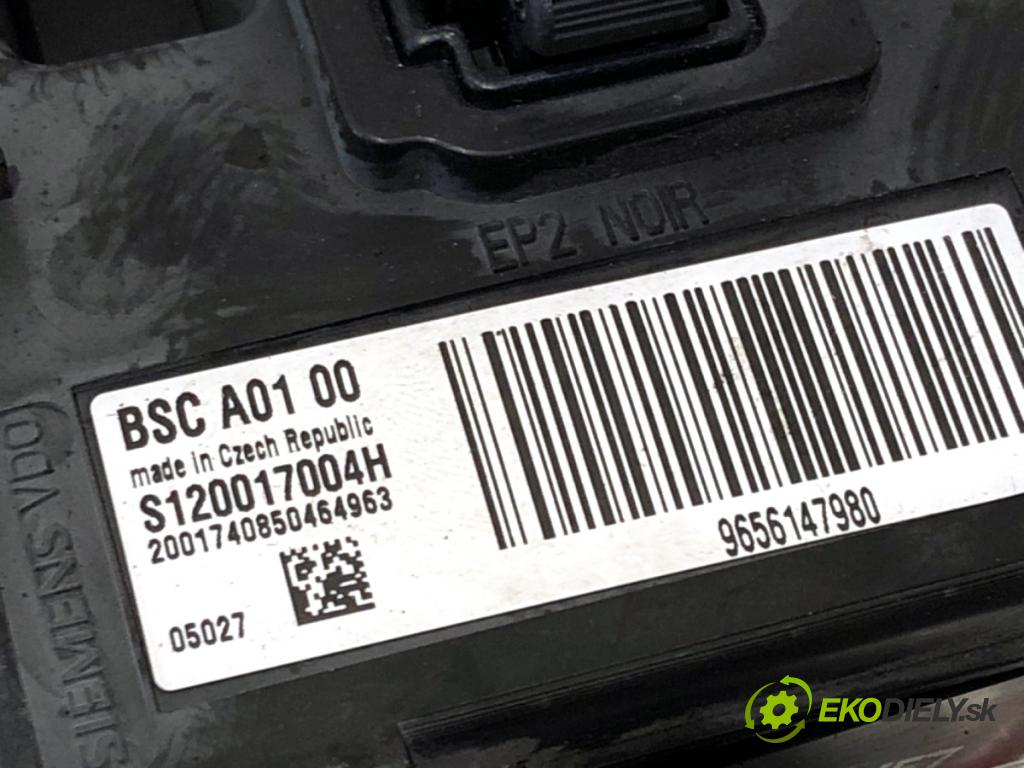 EP2 NOIR
BSC A01 00
made in Czech Republic
S120017004H
2001740850464963
05027
9656147980
SIEMENS VDO
EKODIELY.sk